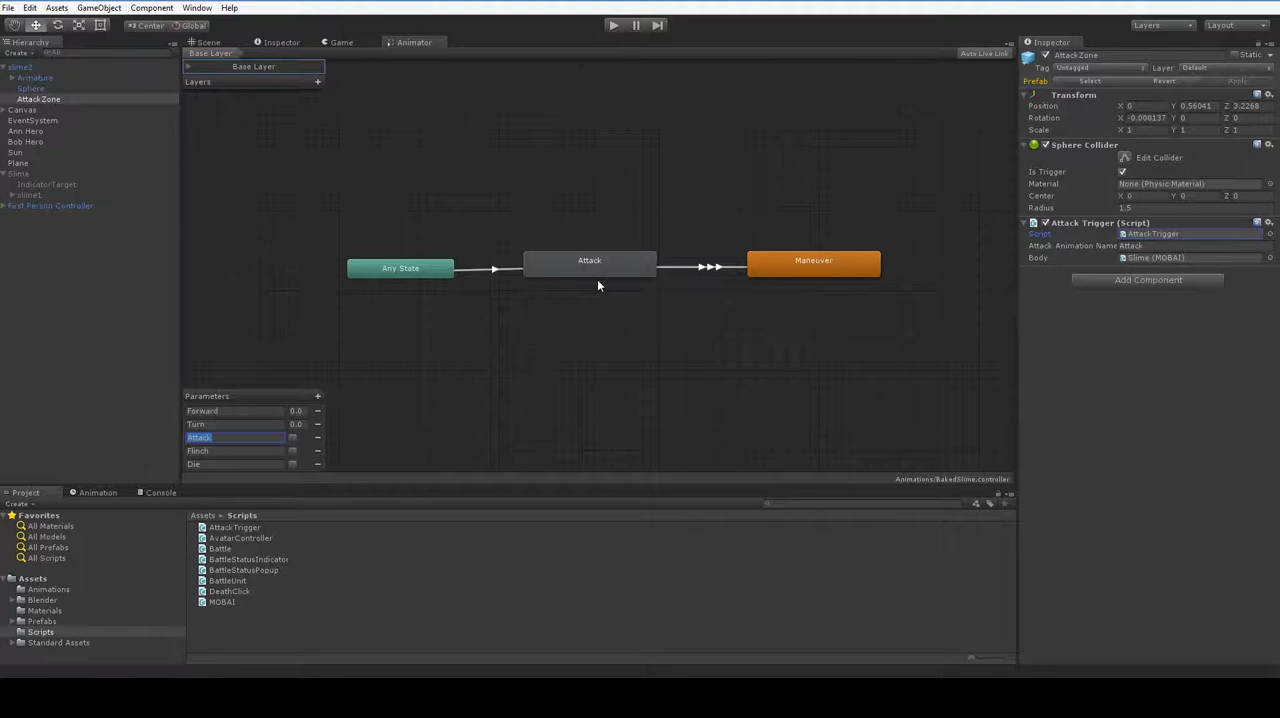 File Edit Assets GameObject Component Window Help
Center Global Layers Layout
Hierarchy Scene Inspector Game Animator Inspector
Create All Base Layer Auto Live Link AttackZone Static
slime2 Base Layer Tag Untagged Layer Default
Armature Layers Prefab Select Revert Apply
Sphere
AttackZone Transform
Canvas Position X 0 Y 0.56041 Z 3.2268
EventSystem Rotation X -0.000137 Y 0 Z 0
Ann Hero Scale X 1 Y 1 Z 1
Bob Hero Sphere Collider
Sun Edit Collider
Plane Is Trigger
Slime Material None (Physic Material)
IndicatorTarget Center X 0 Y 0 Z 0
slime1 Radius 1.5
First Person Controller Attack Trigger (Script)
Script AttackTrigger
Attack Animation Name Attack
Body Slime (MOBAI)
Any State Attack Maneuver Add Component
Parameters
Forward 0.0
Turn 0.0
Attack
Flinch
Die
Animations/BakedSlime.controller
Project Animation Console
Create
Favorites Assets Scripts
All Materials AttackTrigger
All Models AvatarController
All Prefabs Battle
All Scripts BattleStatusIndicator
BattleStatusPopup
Assets BattleUnit
Animations DeathClick
Blender MOBAI
Materials
Prefabs
Scripts
Standard Assets